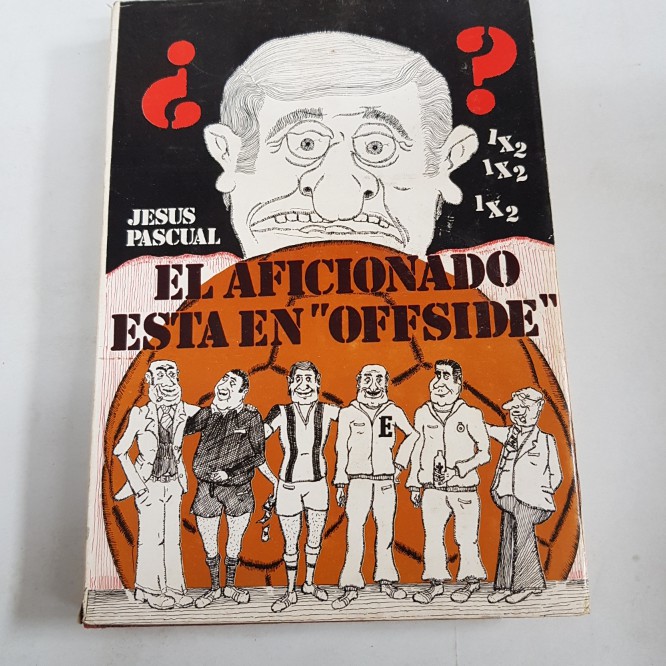 ¿ ?
1X2
1X2
1X2
JESUS
PASCUAL
EL AFICIONADO
ESTA EN "OFFSIDE"
E